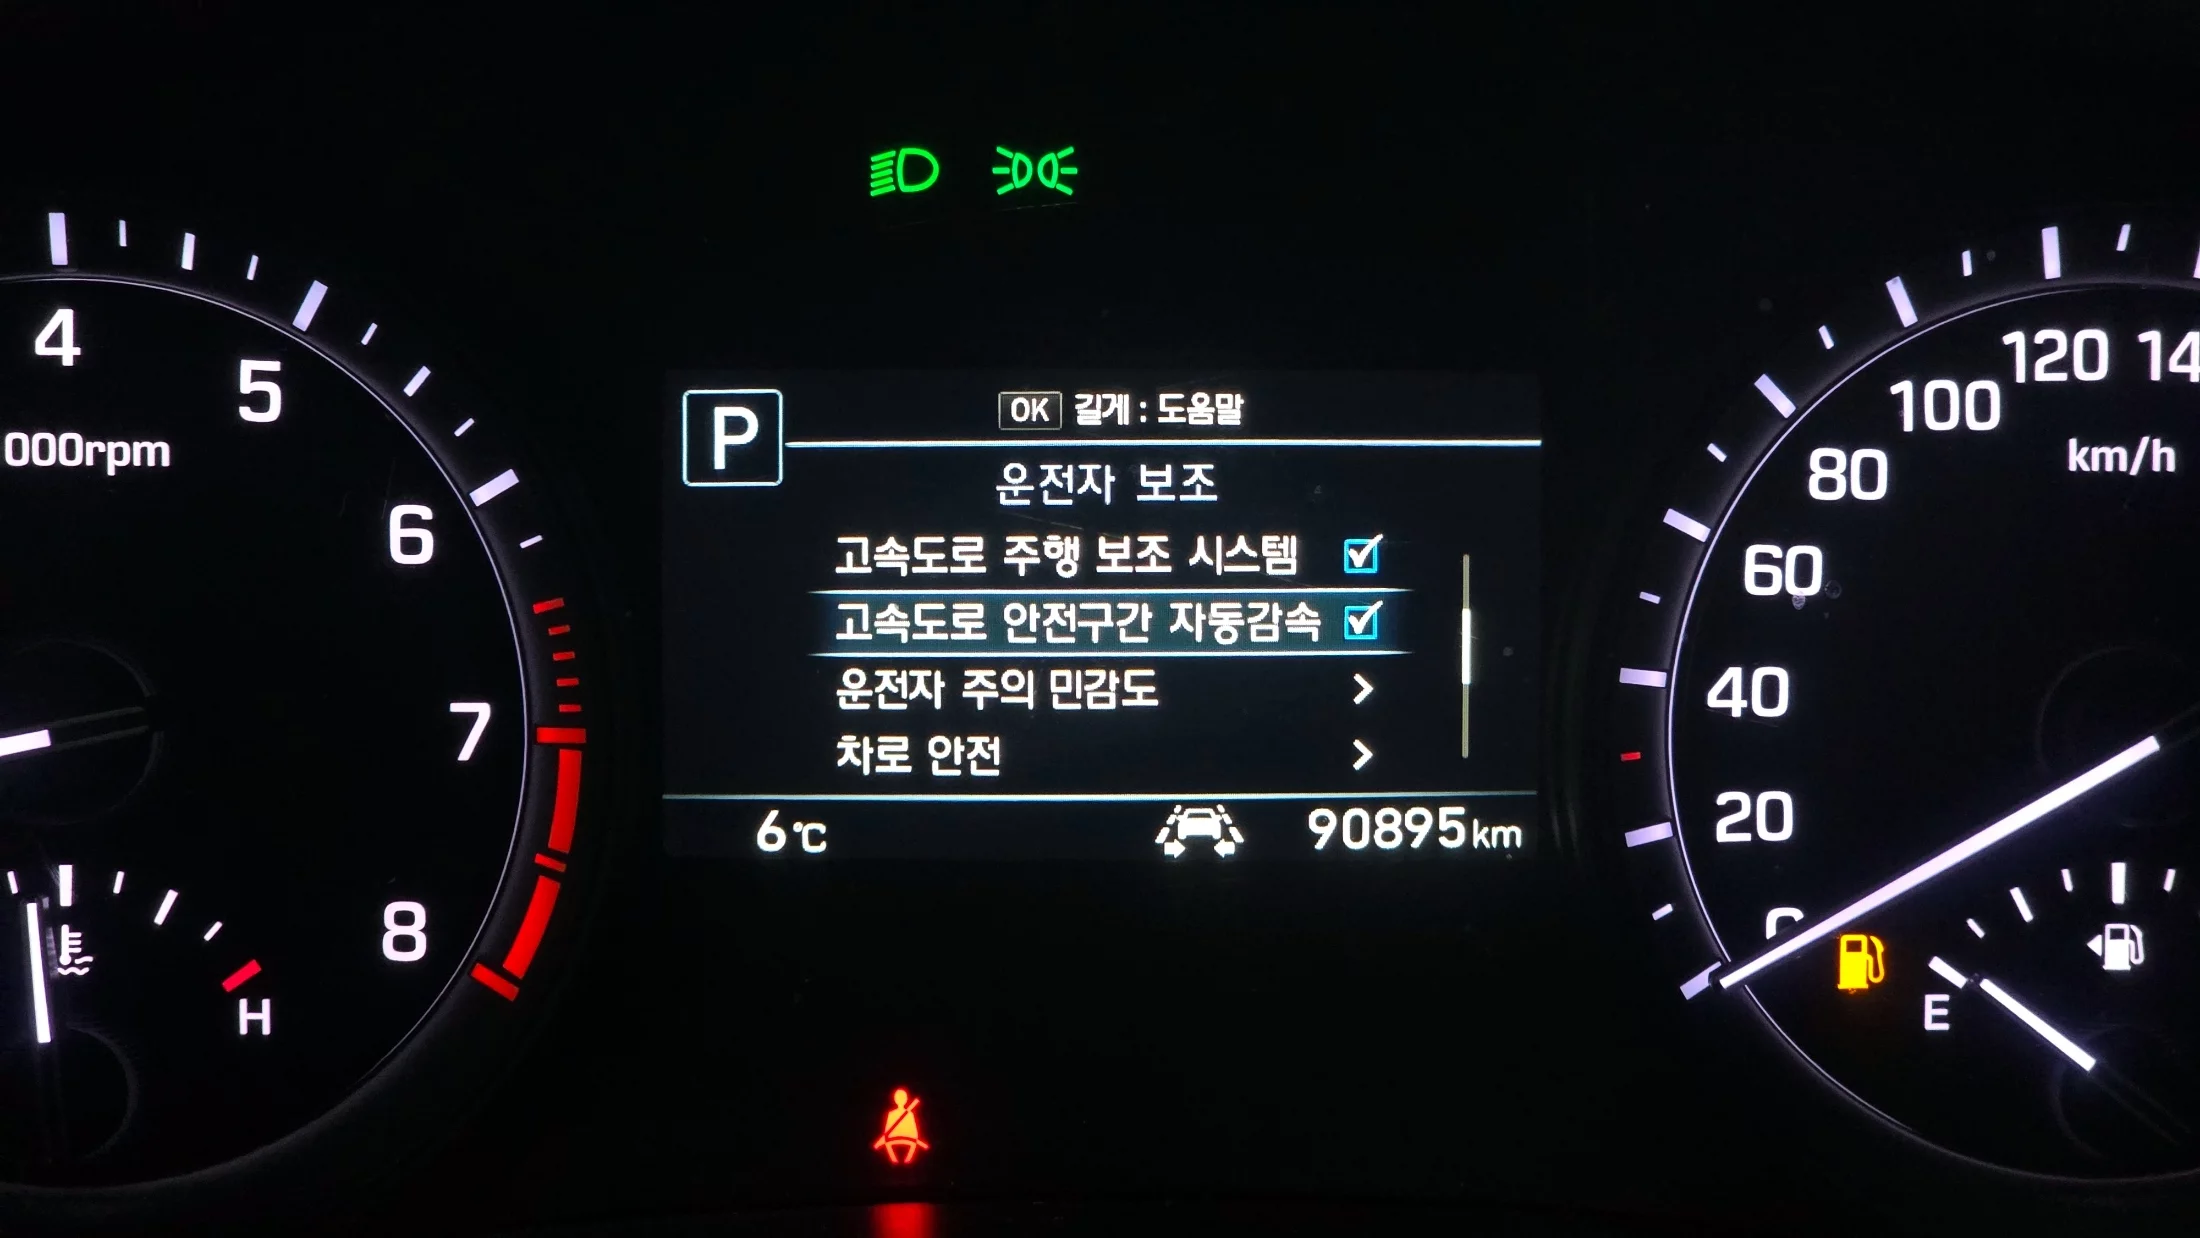 4
5
6
7
8
000rpm
H
P
OK 길게 : 도움말
운전자 보조
고속도로 주행 보조 시스템
고속도로 안전구간 자동감속
운전자 주의 민감도
차로 안전
6℃
90895km
120
100
80
60
40
20
km/h
E